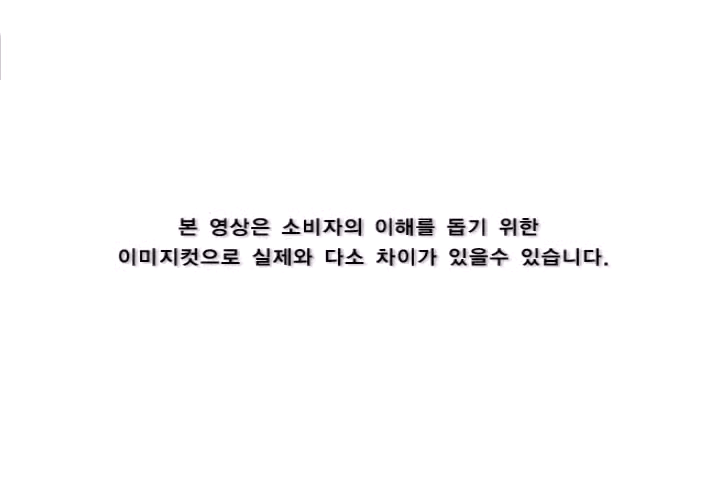 본 영상은 소비자의 이해를 돕기 위한
이미지컷으로 실제와 다소 차이가 있을수 있습니다.